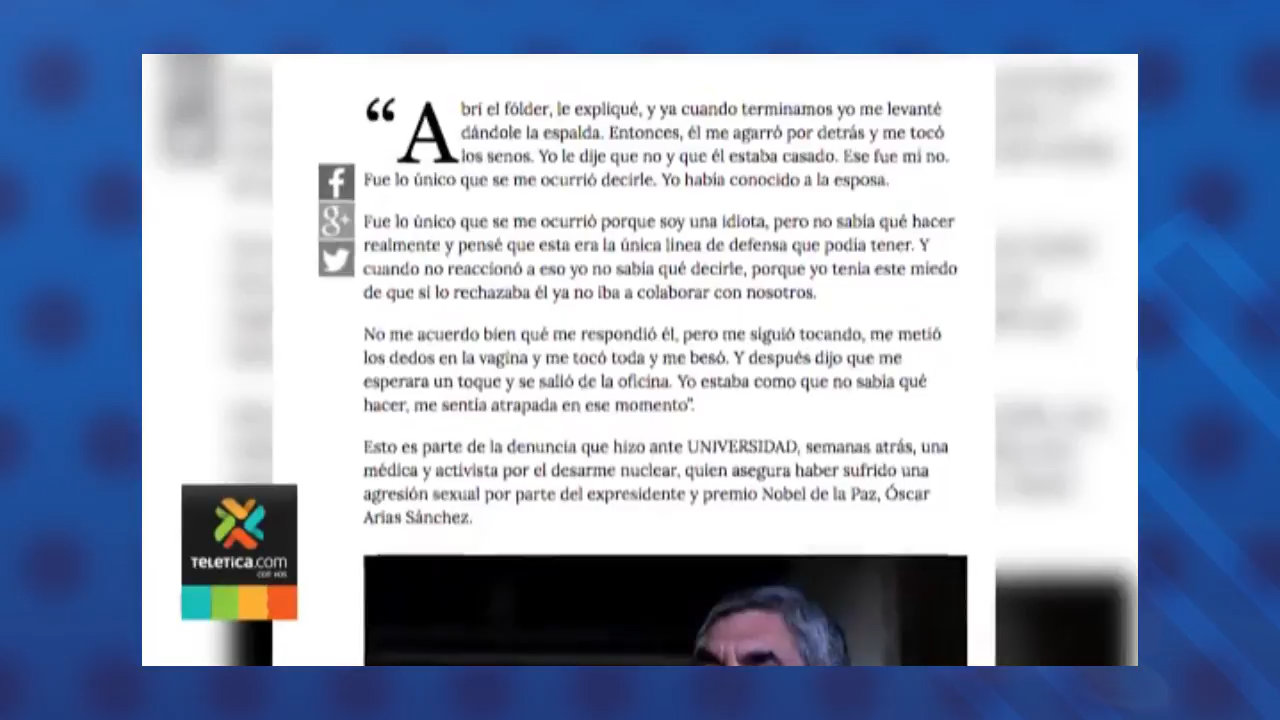 “Abrí el fólder, le expliqué, y ya cuando terminamos yo me levanté
dándole la espalda. Entonces, él me agarró por detrás y me tocó
los senos. Yo le dije que no y que él estaba casado. Ese fue mi no.
Fue lo único que se me ocurrió decirle. Yo había conocido a la esposa.
Fue lo único que se me ocurrió porque soy una idiota, pero no sabía qué hacer
realmente y pensé que esta era la única línea de defensa que podía tener. Y
cuando no reaccionó a eso yo no sabía qué decirle, porque yo tenía este miedo
de que si lo rechazaba él ya no iba a colaborar con nosotros.
No me acuerdo bien qué me respondió él, pero me siguió tocando, me metió
los dedos en la vagina y me tocó toda y me besó. Y después dijo que me
esperara un toque y se salió de la oficina. Yo estaba como que no sabía qué
hacer, me sentía atrapada en ese momento”.
Esto es parte de la denuncia que hizo ante UNIVERSIDAD, semanas atrás, una
médica y activista por el desarme nuclear, quien asegura haber sufrido una
agresión sexual por parte del expresidente y premio Nobel de la Paz, Óscar
Arias Sánchez.
TELETICA.com